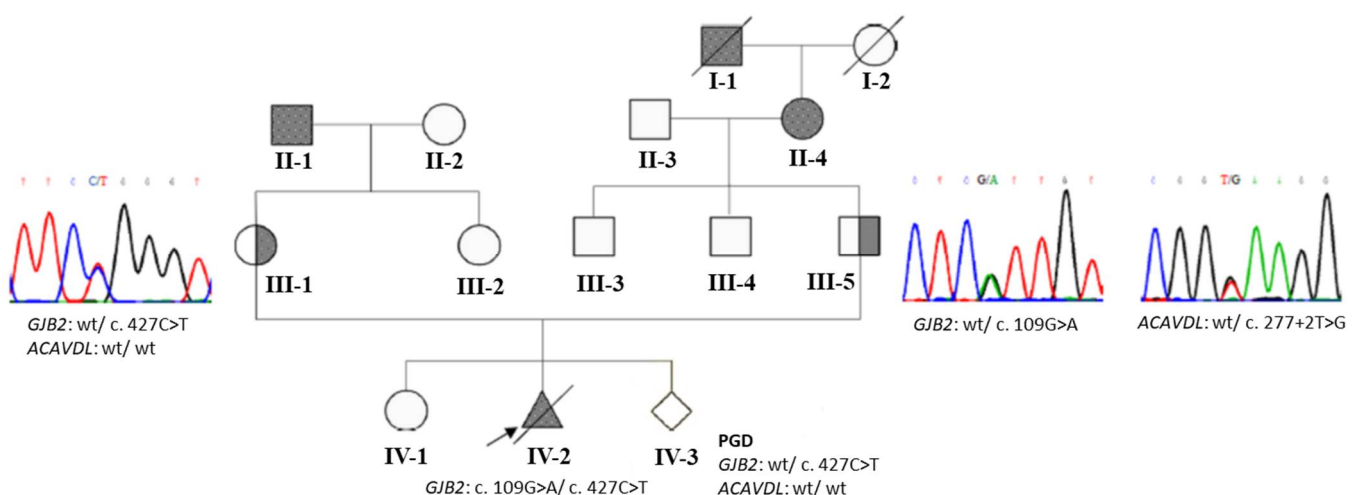 I-1
I-2
II-1
II-2
II-3
II-4
T T C C/T G G G T
C T C G/A T T G T
C G G T/G A A G G
III-1
III-2
III-3
III-4
III-5
GJB2: wt/ c. 427C>T
ACAVDL: wt/ wt
GJB2: wt/ c. 109G>A
ACAVDL: wt/ c. 277+2T>G
IV-1
IV-2
IV-3
GJB2: c. 109G>A/ c. 427C>T
PGD
GJB2: wt/ c. 427C>T
ACAVDL: wt/ wt